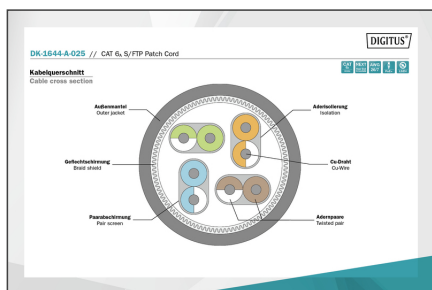 DIGITUS®
DK-1644-A-025 // CAT 6A S/FTP Patch Cord
Kabelquerschnitt
Cable cross section
Außenmantel
Outer jacket
Aderisolierung
Isolation
Geflechtschirmung
Braid shield
Cu-Draht
Cu-Wire
Paarabschirmung
Pair screen
Adernpaare
Twisted pair